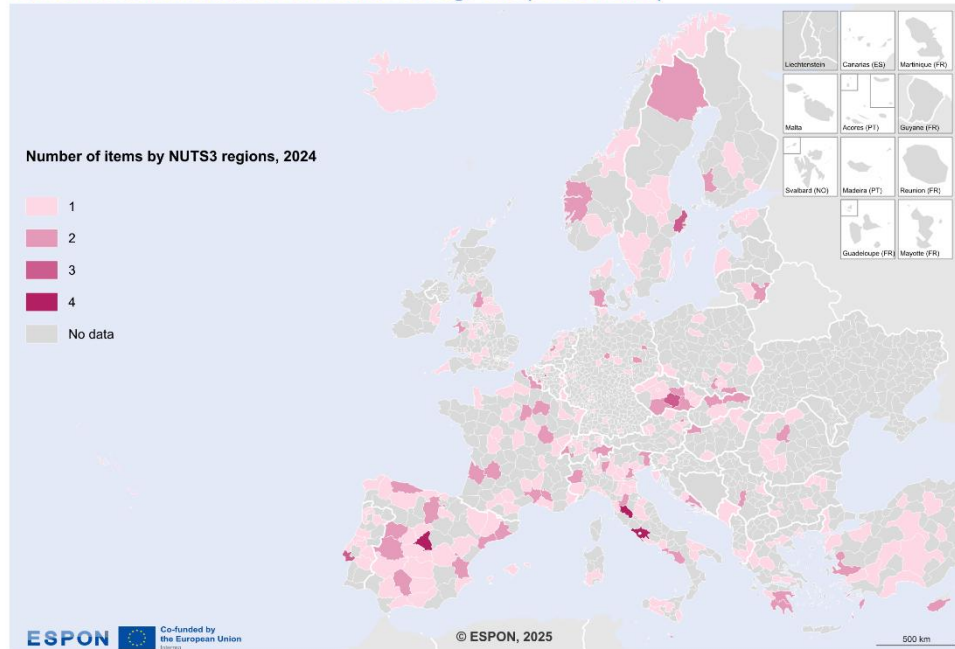 Liechtenstein
Canarias (ES)
Martinique (FR)
Malta
Acores (PT)
Guyane (FR)
Svalbard (NO)
Madeira (PT)
Reunion (FR)
Guadeloupe (FR)
Mayotte (FR)
Number of items by NUTS3 regions, 2024
1
2
3
4
No data
ESPON
Co-funded by
the European Union
Interreg
© ESPON, 2025
500 km